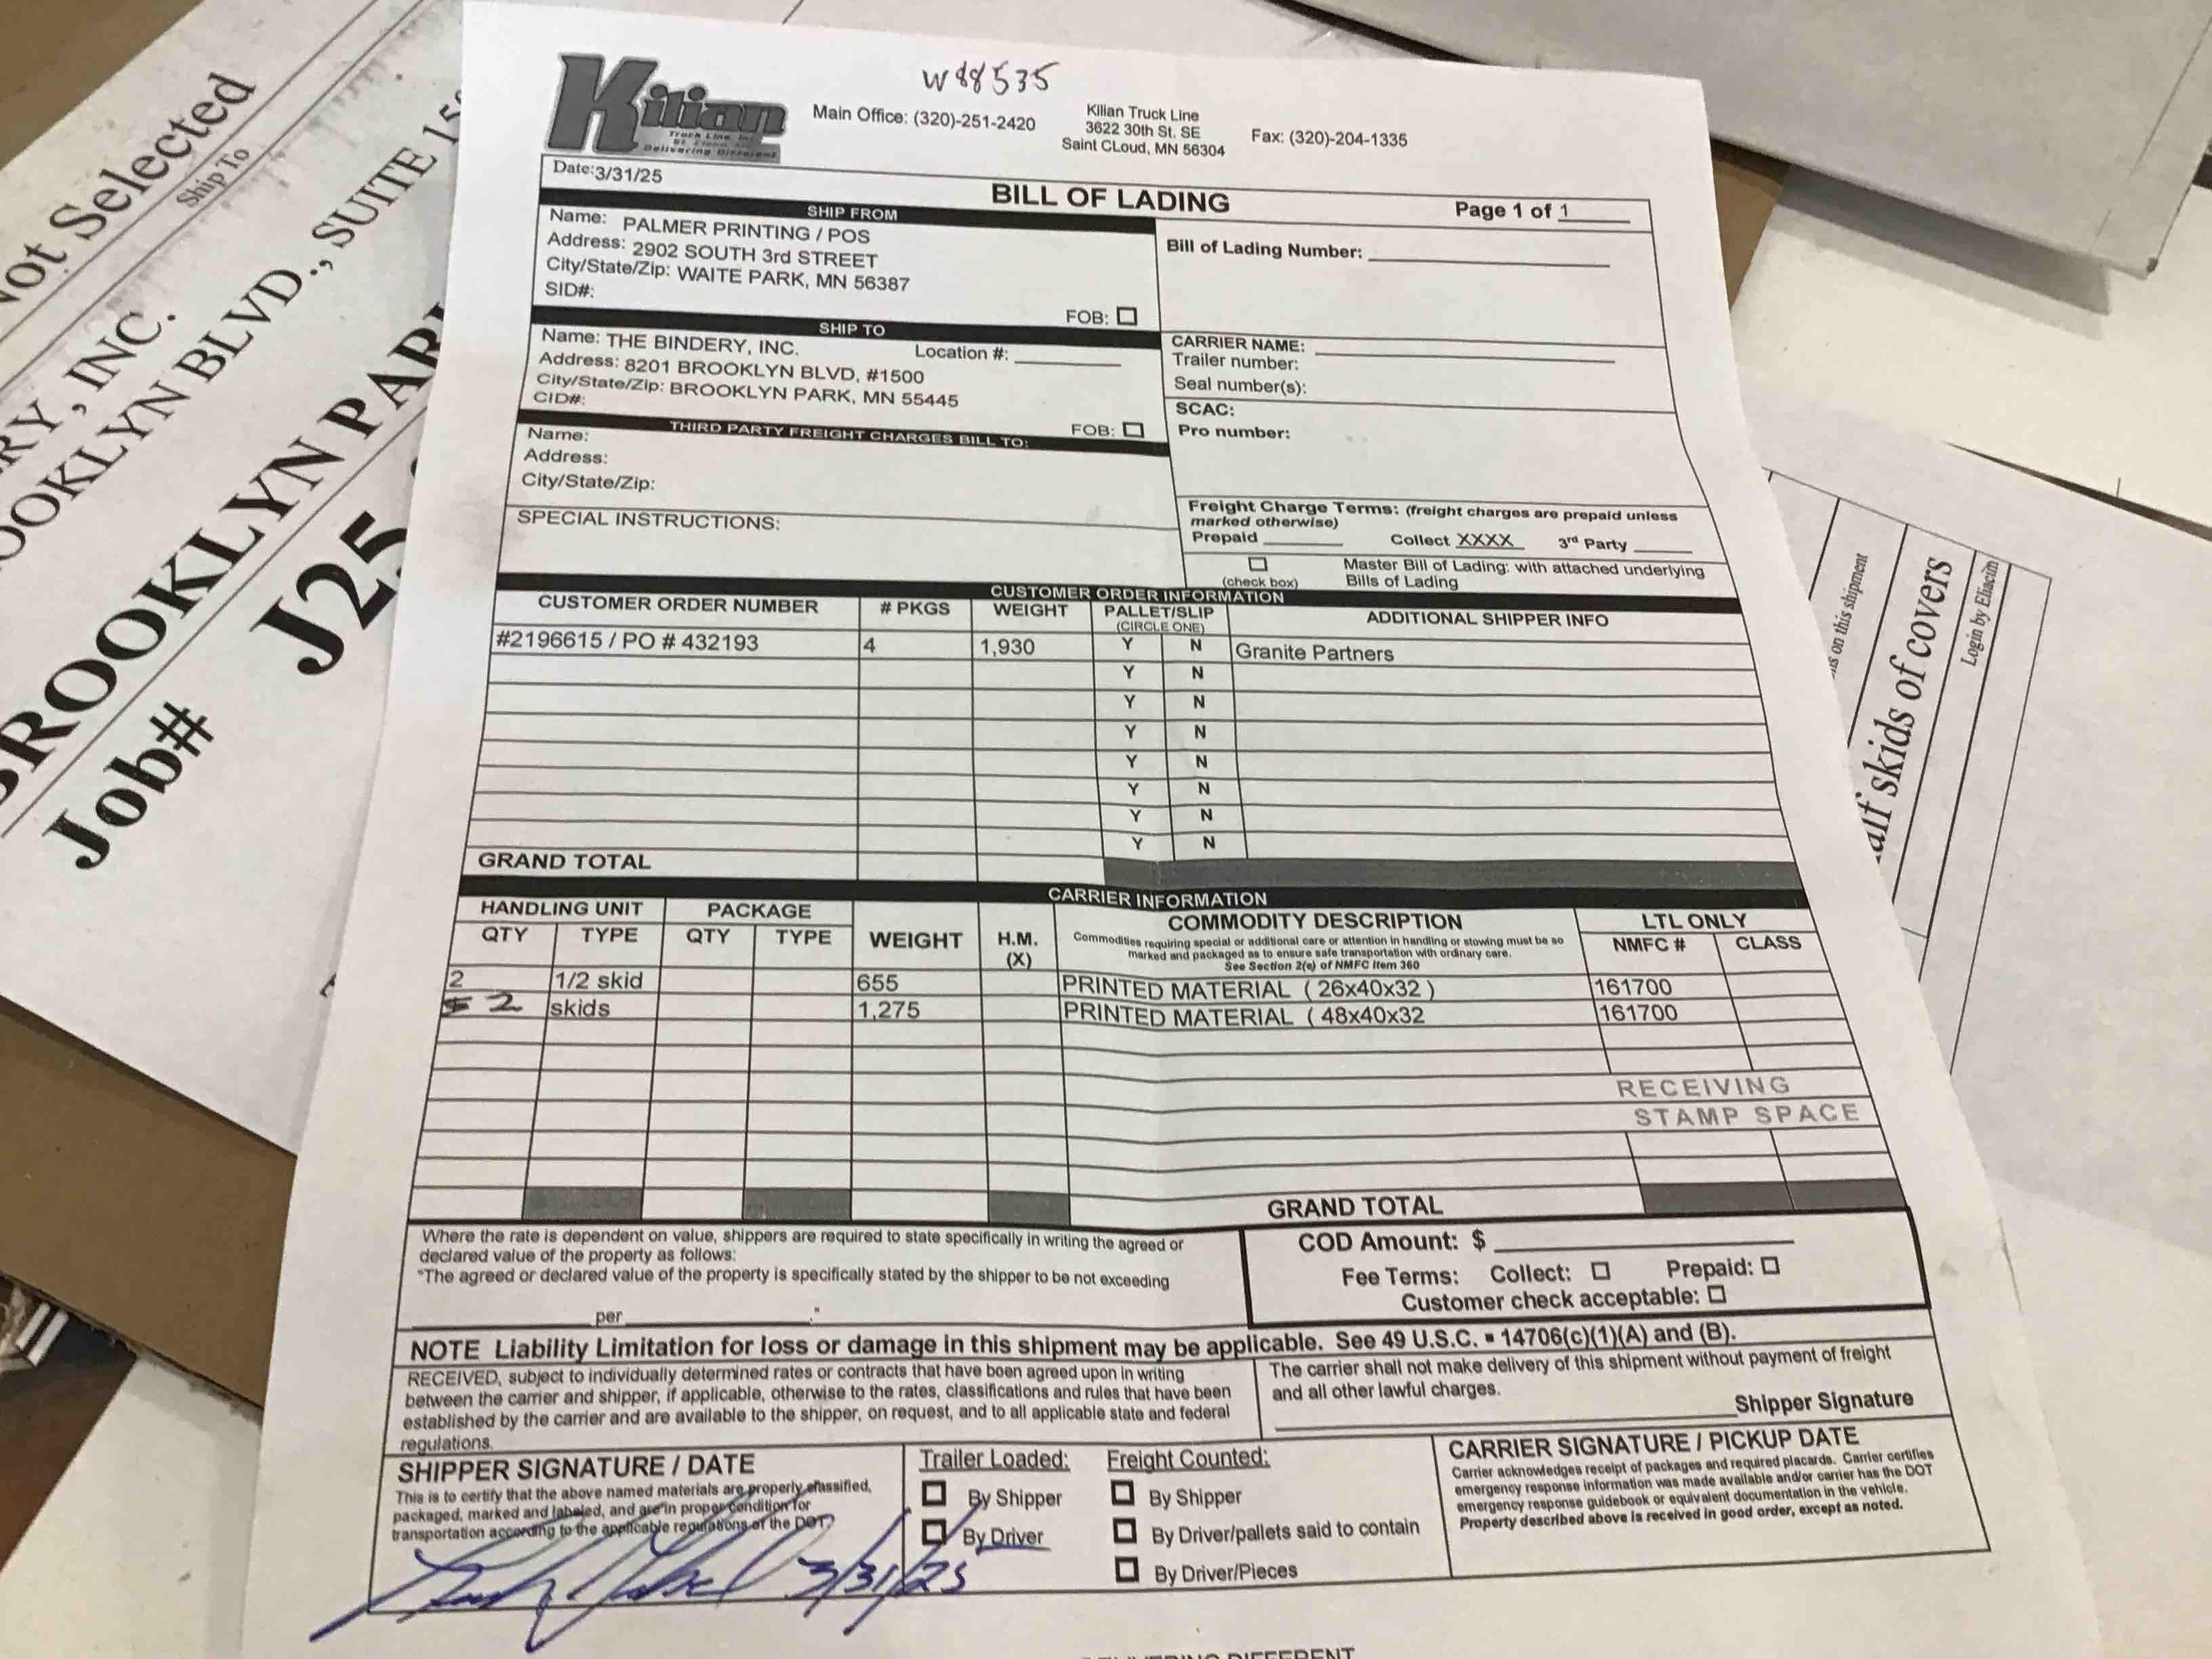 W88535
Kilian
Truck Line, Inc.
Delivering Different
Main Office: (320)-251-2420
Kilian Truck Line
3622 30th St. SE
Saint CLoud, MN 56304
Fax: (320)-204-1335
Date:3/31/25
BILL OF LADING
Page 1 of 1
SHIP FROM
Name: PALMER PRINTING / POS
Address: 2902 SOUTH 3rd STREET
City/State/Zip: WAITE PARK, MN 56387
SID#:
FOB:
Bill of Lading Number:
SHIP TO
Name: THE BINDERY, INC.
Location #:
Address: 8201 BROOKLYN BLVD, #1500
City/State/Zip: BROOKLYN PARK, MN 55445
CID#:
FOB:
CARRIER NAME:
Trailer number:
Seal number(s):
SCAC:
Pro number:
THIRD PARTY FREIGHT CHARGES BILL TO:
Name:
Address:
City/State/Zip:
SPECIAL INSTRUCTIONS:
Freight Charge Terms: (freight charges are prepaid unless
marked otherwise)
Prepaid Collect XXXX 3rd Party
(check box)
Master Bill of Lading: with attached underlying
Bills of Lading
CUSTOMER ORDER INFORMATION
CUSTOMER ORDER NUMBER # PKGS WEIGHT PALLET/SLIP ADDITIONAL SHIPPER INFO
(CIRCLE ONE)
#2196615 / PO # 432193 4 1,930 Y N Granite Partners
Y N
Y N
Y N
Y N
Y N
Y N
Y N
GRAND TOTAL
CARRIER INFORMATION
HANDLING UNIT PACKAGE COMMODITY DESCRIPTION LTL ONLY
QTY TYPE QTY TYPE WEIGHT H.M. (X)
Commodities requiring special or additional care or attention in handling or stowing must be so
marked and packaged as to ensure safe transportation with ordinary care.
See Section 2(e) of NMFC Item 360
NMFC # CLASS
2 1/2 skid 655 PRINTED MATERIAL ( 26x40x32 ) 161700
2 skids 1,275 PRINTED MATERIAL ( 48x40x32 161700
RECEIVING
STAMP SPACE
GRAND TOTAL
Where the rate is dependent on value, shippers are required to state specifically in writing the agreed or
declared value of the property as follows:
"The agreed or declared value of the property is specifically stated by the shipper to be not exceeding
per ."
COD Amount: $
Fee Terms: Collect: Prepaid:
Customer check acceptable:
NOTE Liability Limitation for loss or damage in this shipment may be applicable. See 49 U.S.C. ▪ 14706(c)(1)(A) and (B).
RECEIVED, subject to individually determined rates or contracts that have been agreed upon in writing
between the carrier and shipper, if applicable, otherwise to the rates, classifications and rules that have been
established by the carrier and are available to the shipper, on request, and to all applicable state and federal
regulations.
The carrier shall not make delivery of this shipment without payment of freight
and all other lawful charges.
Shipper Signature
SHIPPER SIGNATURE / DATE
This is to certify that the above named materials are properly classified,
packaged, marked and labeled, and are in proper condition for
transportation according to the applicable regulations of the DOT.
3/31/25
Trailer Loaded:
By Shipper
By Driver
Freight Counted:
By Shipper
By Driver/pallets said to contain
By Driver/Pieces
CARRIER SIGNATURE / PICKUP DATE
Carrier acknowledges receipt of packages and required placards. Carrier certifies
emergency response information was made available and/or carrier has the DOT
emergency response guidebook or equivalent documentation in the vehicle.
Property described above is received in good order, except as noted.
DELIVERING DIFFERENT
Not Selected
Ship To
RY, INC.
OOKLYN BLVD., SUITE 15
BROOKLYN PAR
Job# J25
on this shipment
skids of covers
Login by Eliacim